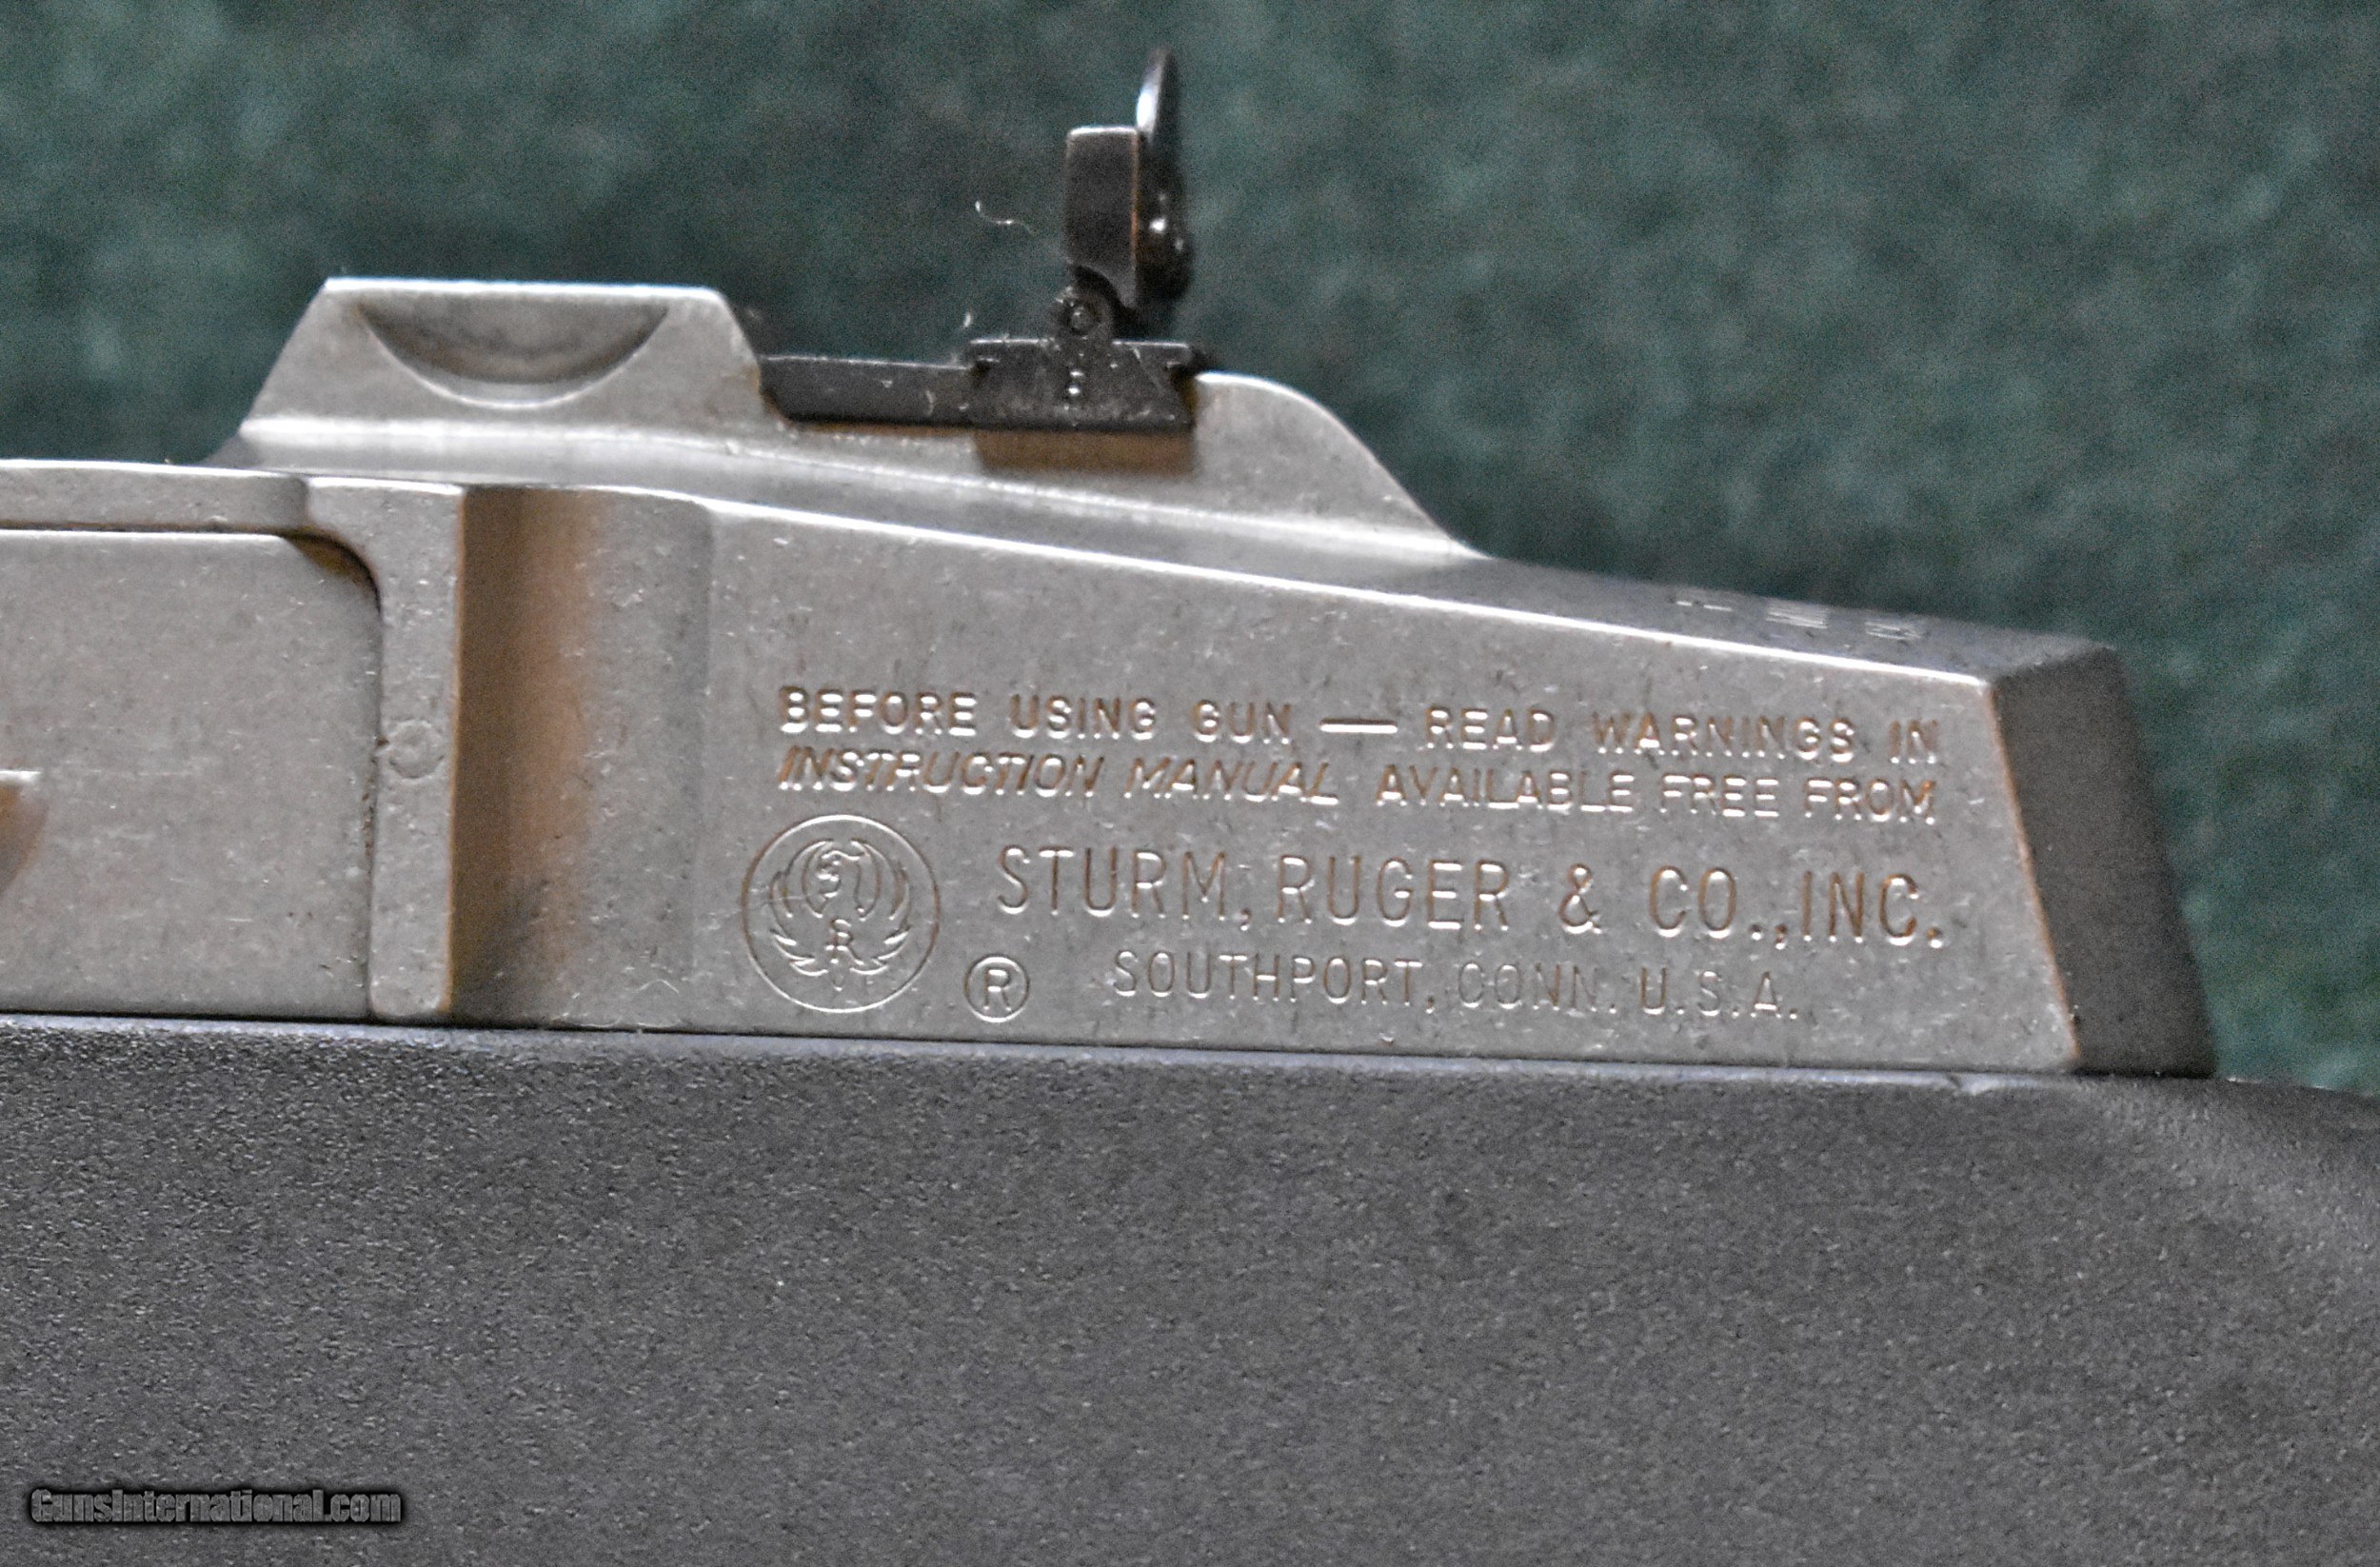 BEFORE USING GUN — READ WARNINGS IN
INSTRUCTION MANUAL AVAILABLE FREE FROM
STURM, RUGER & CO., INC.
R
®
SOUTHPORT, CONN. U.S.A.
GunsInternational.com